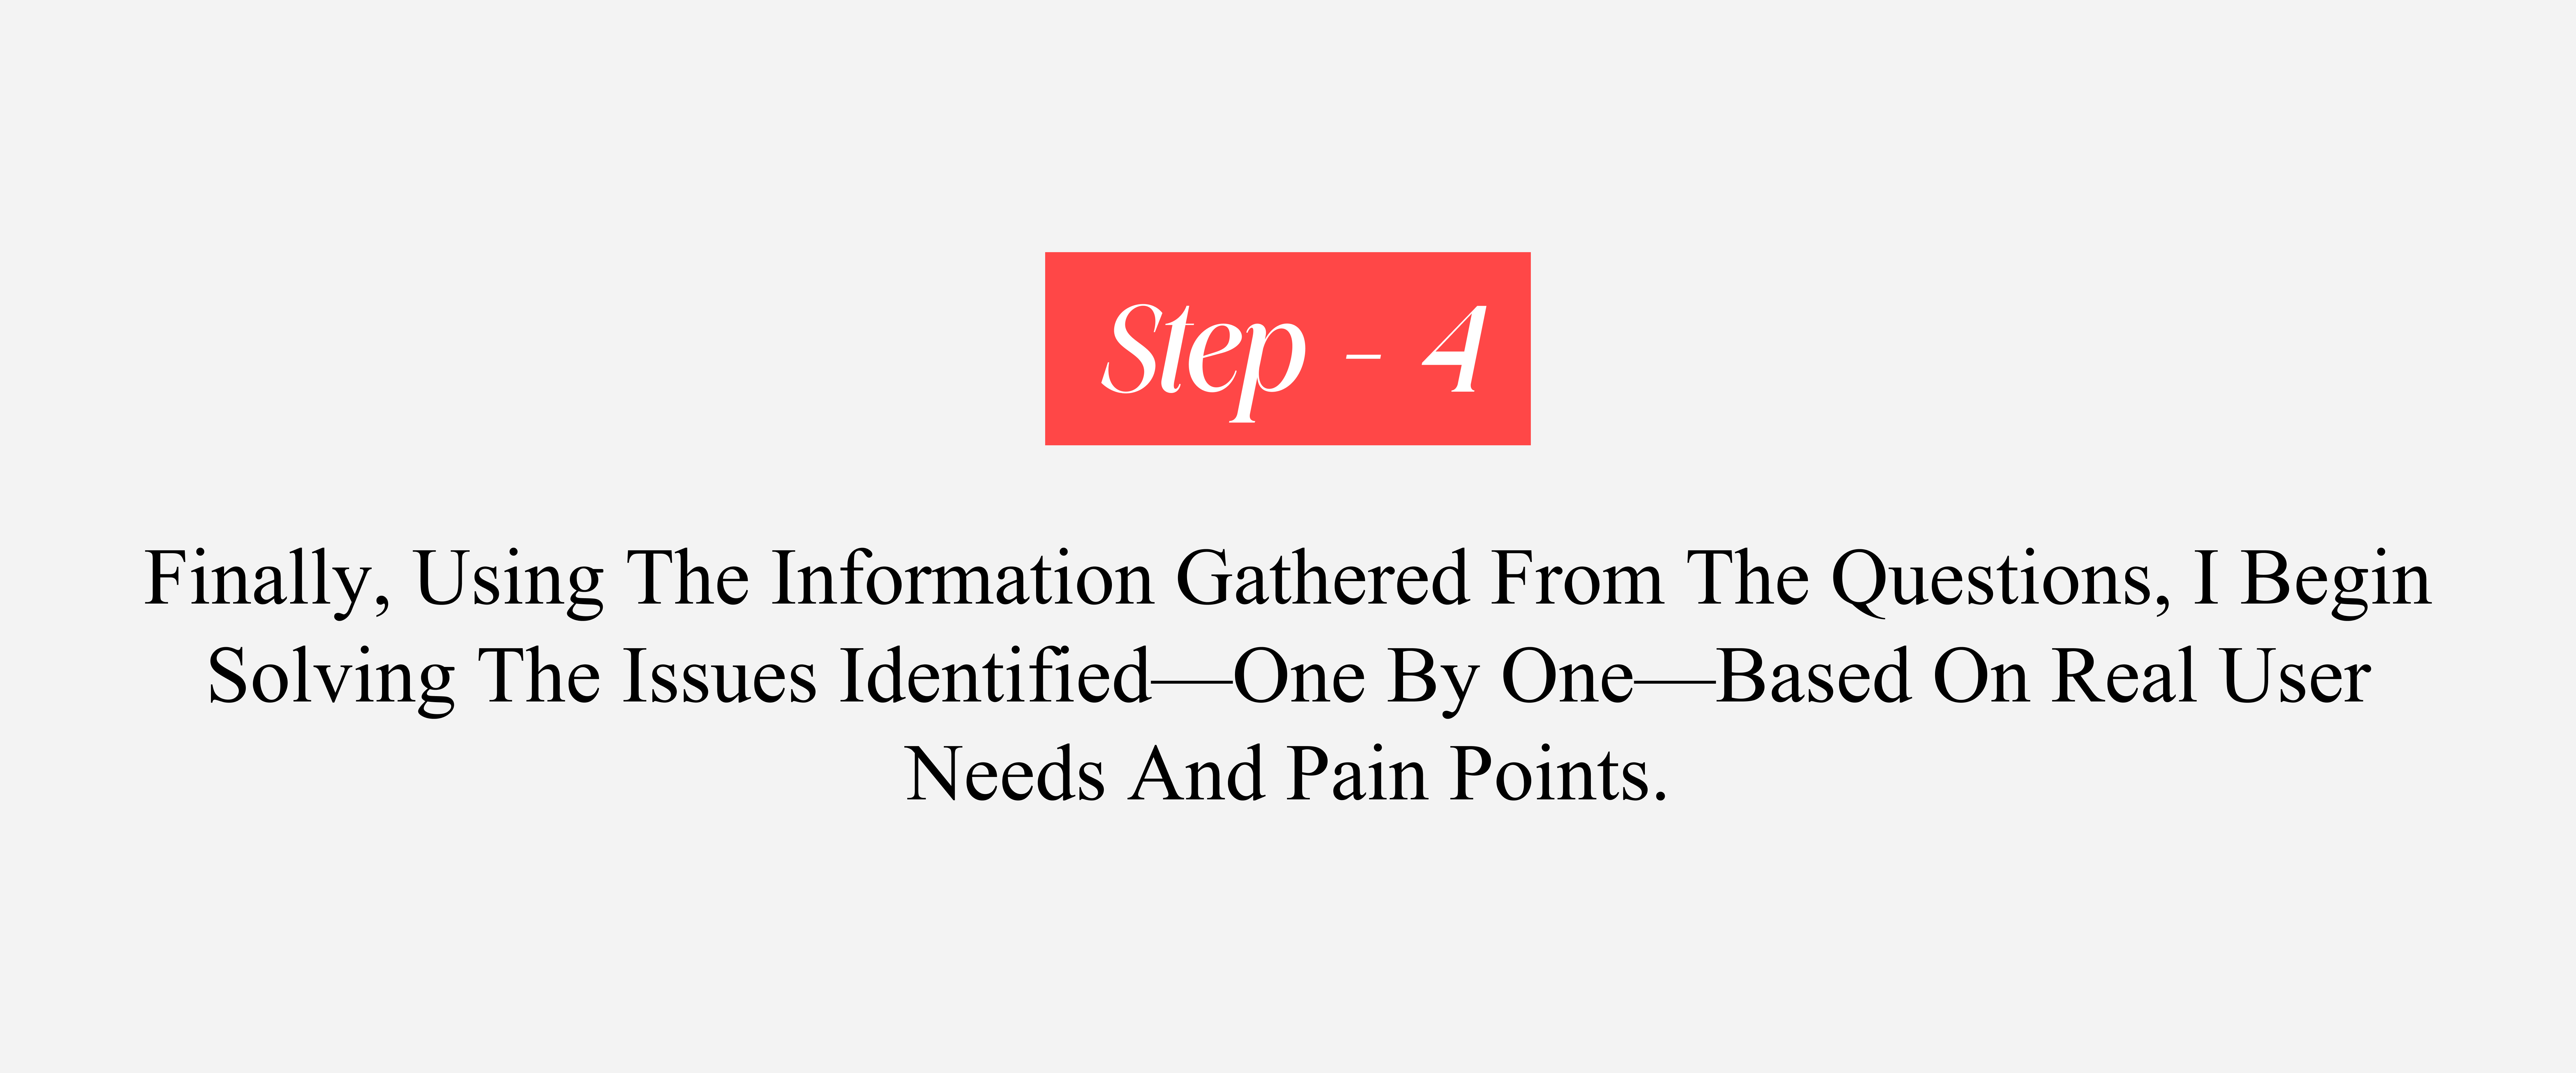 Step - 4
Finally, Using The Information Gathered From The Questions, I Begin
Solving The Issues Identified—One By One—Based On Real User
Needs And Pain Points.